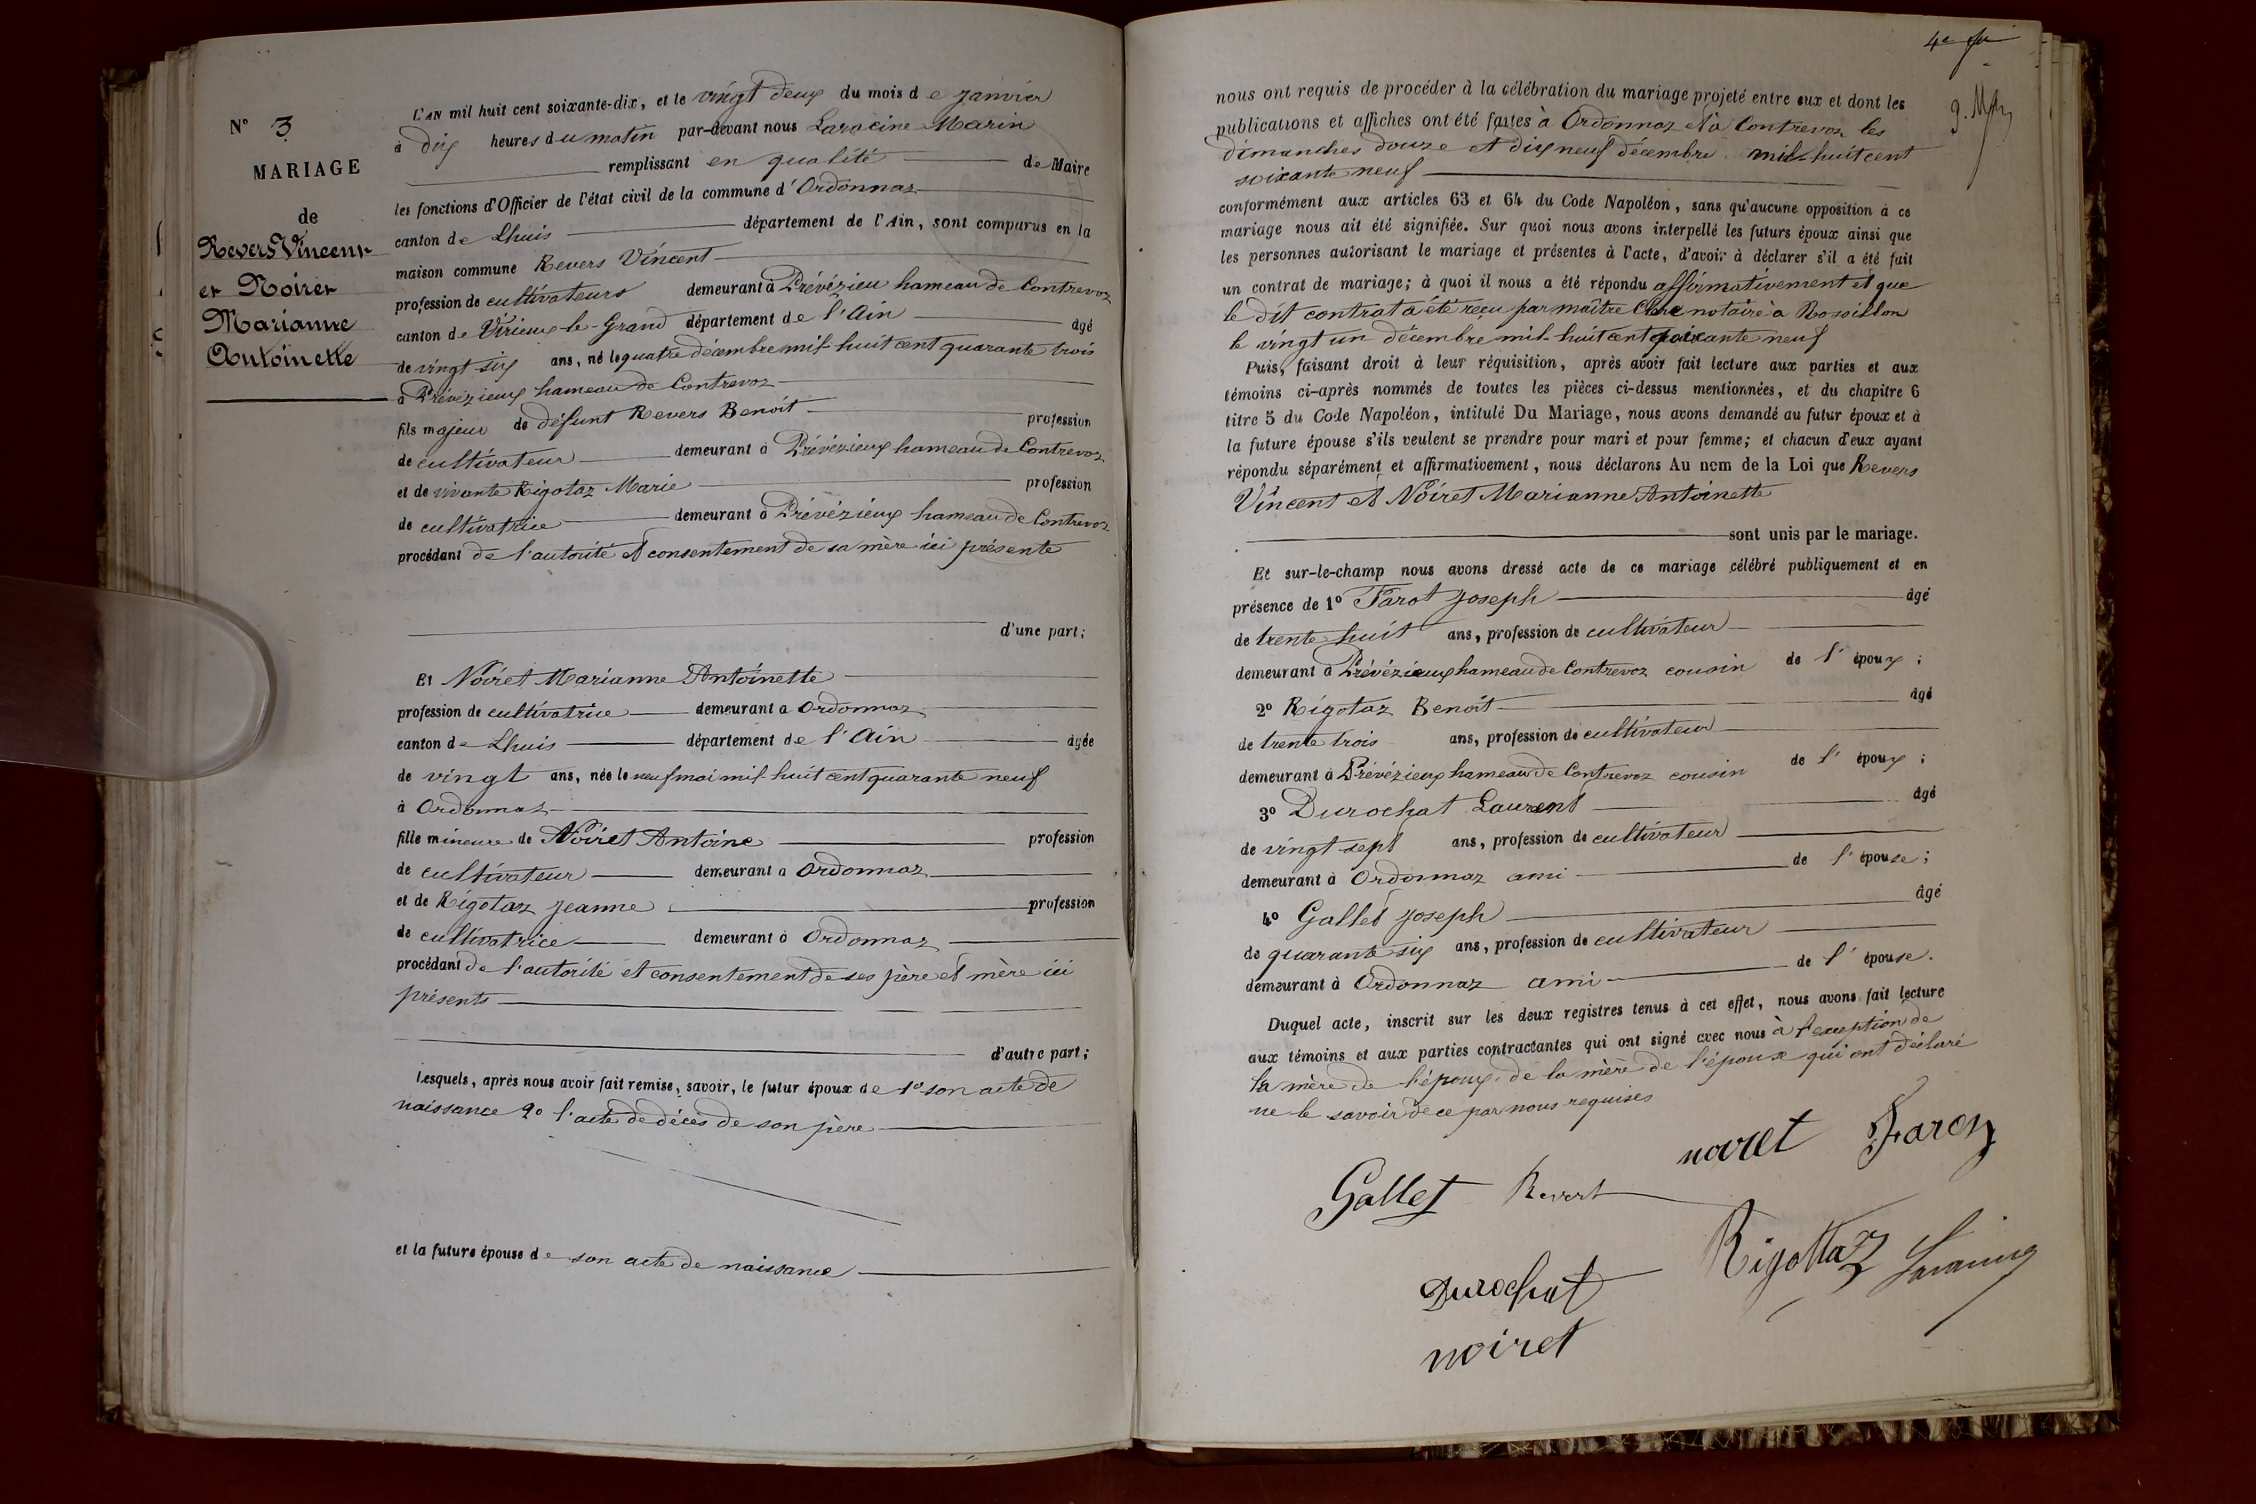 N° 3
MARIAGE
de
Revers Vincent
et Noiret
Marianne
Antoinette
L'AN mil huit cent soixante-dix, et le vingt deux du mois de janvier
à dix heures du matin par-devant nous Laracine Marin
remplissant en qualité de Maire
les fonctions d'Officier de l'état civil de la commune d'Ordonnaz
canton de Lhuis département de l'Ain, sont comparus en la
maison commune Revers Vincent
profession de cultivateurs demeurant à Prévézieu hameau de Contrevoz
canton de Virieux-le-Grand département de l'Ain âgé
de vingt six ans, né le quatre décembre mil huit cent quarante trois
à Prévézieux hameau de Contrevoz
fils majeur de défunt Revers Benoit profession
de cultivateur demeurant à Prévézieux hameau de Contrevoz
et de vivante Rigotaz Marie profession
de cultivatrice demeurant à Prévézieux hameau de Contrevoz
procédant de l'autorité et consentement de sa mère ici présente
d'une part;
Et Noiret Marianne Antoinette
profession de cultivatrice demeurant à Ordonnaz
canton de Lhuis département de l'Ain âgée
de vingt ans, née le neuf mai mil huit cent quarante neuf
à Ordonnaz
fille mineure de Noiret Antoine profession
de cultivateur demeurant à Ordonnaz
et de Rigotaz Jeanne profession
de cultivatrice demeurant à Ordonnaz
procédant de l'autorité et consentement de ses père et mère ici
présents
d'autre part;
Lesquels, après nous avoir fait remise, savoir, le futur époux de 1° son acte de
naissance 2° l'acte de décès de son père
et la future épouse de son acte de naissance
4e
nous ont requis de procéder à la célébration du mariage projeté entre eux et dont les
publications et affiches ont été faites à Ordonnaz et à Contrevoz les
dimanches douze et dix neuf décembre mil huit cent
soixante neuf
conformément aux articles 63 et 64 du Code Napoléon, sans qu'aucune opposition à ce
mariage nous ait été signifiée. Sur quoi nous avons interpellé les futurs époux ainsi que
les personnes autorisant le mariage et présentes à l'acte, d'avoir à déclarer s'il a été fait
un contrat de mariage; à quoi il nous a été répondu affirmativement et que
le dit contrat a été reçu par maître notaire à Rossillon
le vingt un décembre mil huit cent soixante neuf
Puis, faisant droit à leur réquisition, après avoir fait lecture aux parties et aux
témoins ci-après nommés de toutes les pièces ci-dessus mentionnées, et du chapitre 6
titre 5 du Code Napoléon, intitulé Du Mariage, nous avons demandé au futur époux et à
la future épouse s'ils veulent se prendre pour mari et pour femme; et chacun d'eux ayant
répondu séparément et affirmativement, nous déclarons Au nom de la Loi que Revers
Vincent et Noiret Marianne Antoinette
sont unis par le mariage.
Et sur-le-champ nous avons dressé acte de ce mariage célébré publiquement et en
présence de 1° Farot Joseph âgé
de trente huit ans, profession de cultivateur
demeurant à Prévézieux hameau de Contrevoz cousin de l'époux;
2° Rigotaz Benoît âgé
de trente trois ans, profession de cultivateur
demeurant à Prévézieux hameau de Contrevoz cousin de l'époux;
3° Durochat Laurent âgé
de vingt sept ans, profession de cultivateur
demeurant à Ordonnaz ami de l'épouse;
4° Gallet Joseph âgé
de quarante six ans, profession de cultivateur
demeurant à Ordonnaz ami de l'épouse.
Duquel acte, inscrit sur les deux registres tenus à cet effet, nous avons fait lecture
aux témoins et aux parties contractantes qui ont signé avec nous à l'exception de
la mère de l'époux, de la mère de l'épouse qui ont déclaré
ne le savoir de ce par nous requises
noiret
Gallet Revert
Rigottaz Laracine
Durochat
noiret